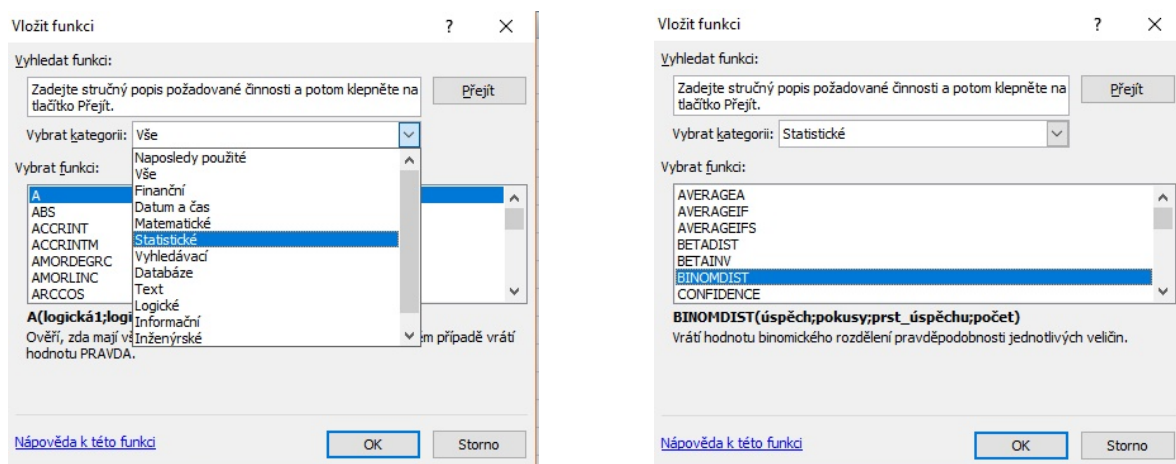 Vložit funkci
?
Vyhledat funkci:
Zadejte stručný popis požadované činnosti a potom klepněte na
tlačítko Přejít.
Přejít
Vybrat kategorii: Vše
Naposledy použité
Vše
Finanční
Datum a čas
Matematické
Statistické
Vyhledávací
Databáze
Text
Logické
Informační
Inženýrské
Vybrat funkci:
A
ABS
ACCRINT
ACCRINTM
AMORDEGRC
AMORLINC
ARCCOS
A(logická1;logi
Ověří, zda mají vš
ém případě vrátí
hodnotu PRAVDA.
Nápověda k této funkci
OK
Storno
Vložit funkci
?
Vyhledat funkci:
Zadejte stručný popis požadované činnosti a potom klepněte na
tlačítko Přejít.
Přejít
Vybrat kategorii: Statistické
Vybrat funkci:
AVERAGEA
AVERAGEIF
AVERAGEIFS
BETADIST
BETAINV
BINOMDIST
CONFIDENCE
BINOMDIST(úspěch;pokusy;prst_úspěchu;počet)
Vrátí hodnotu binomického rozdělení pravděpodobnosti jednotlivých veličin.
Nápověda k této funkci
OK
Storno